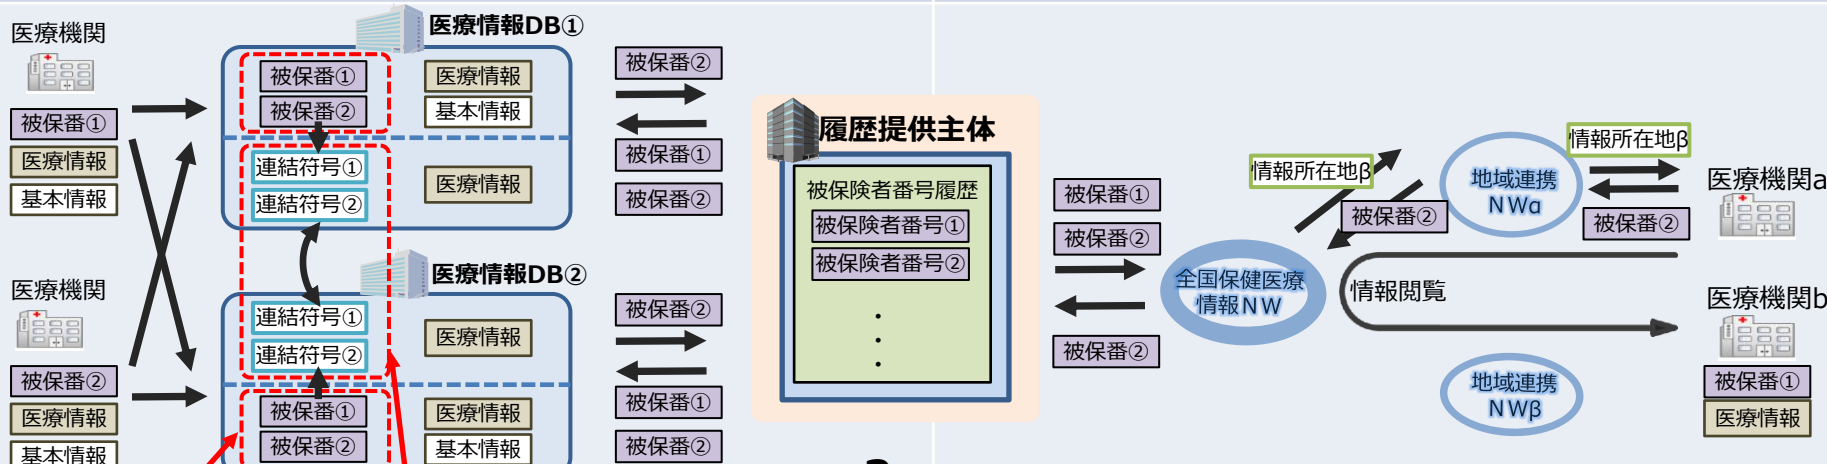 医療機関
被保番①
医療情報
基本情報
医療機関
被保番②
医療情報
基本情報
医療情報DB①
被保番①
被保番②
医療情報
基本情報
連結符号①
連結符号②
医療情報
医療情報DB②
連結符号①
連結符号②
医療情報
被保番①
被保番②
医療情報
基本情報
被保番②
被保番①
被保番②
被保番②
被保番①
被保番②
履歴提供主体
被保険者番号履歴
被保険者番号①
被保険者番号②
・
・
・
被保番①
被保番②
被保番②
全国保健医療
情報NW
情報所在地β
被保番②
地域連携
NWα
情報所在地β
被保番②
医療機関a
情報閲覧
医療機関b
被保番①
医療情報
地域連携
NWβ